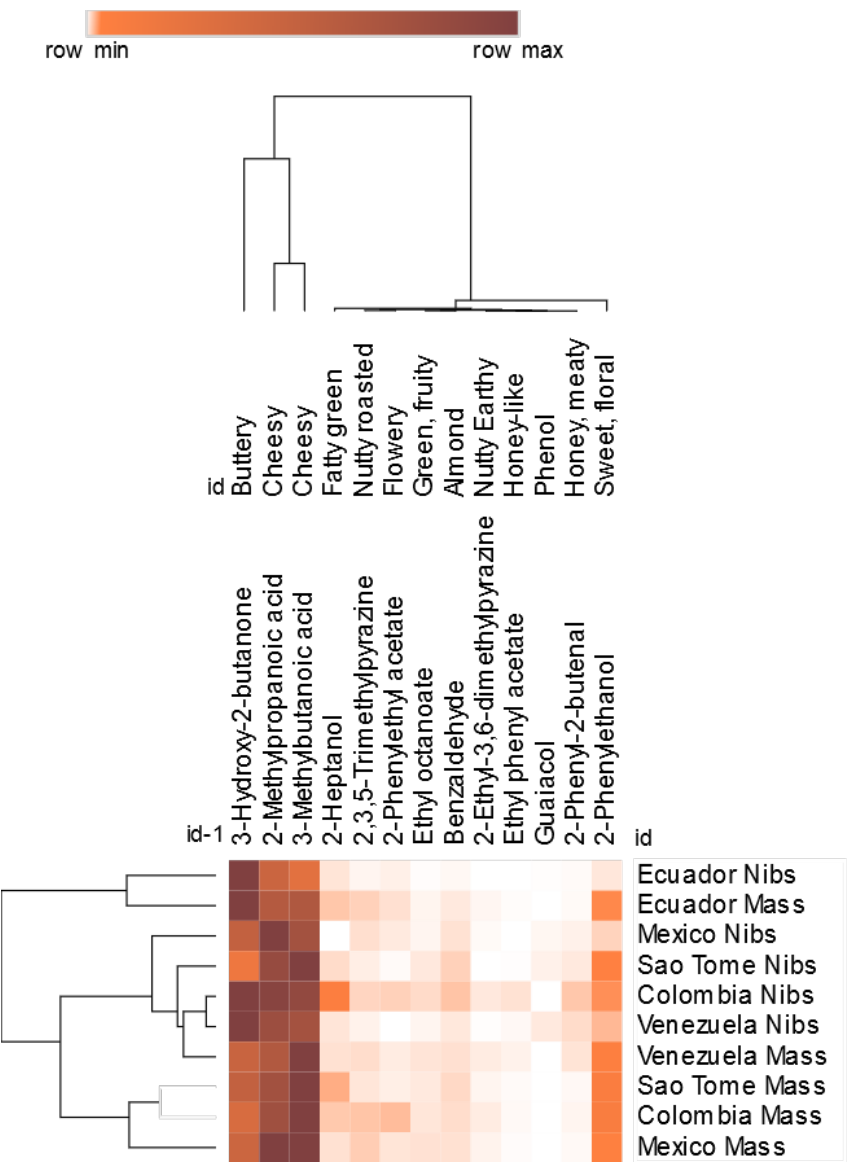 row min
row max
id
Buttery
Cheesy
Cheesy
Fatty green
Nutty roasted
Flowery
Green, fruity
Almond
Nutty Earthy
Honey-like
Phenol
Honey, meaty
Sweet, floral
id-1
3-Hydroxy-2-butanone
2-Methylpropanoic acid
3-Methylbutanoic acid
2-Heptanol
2,3,5-Trimethylpyrazine
2-Phenylethyl acetate
Ethyl octanoate
Benzaldehyde
2-Ethyl-3,6-dimethylpyrazine
Ethyl phenyl acetate
Guaiacol
2-Phenyl-2-butenal
2-Phenylethanol
id
Ecuador Nibs
Ecuador Mass
Mexico Nibs
Sao Tome Nibs
Colombia Nibs
Venezuela Nibs
Venezuela Mass
Sao Tome Mass
Colombia Mass
Mexico Mass